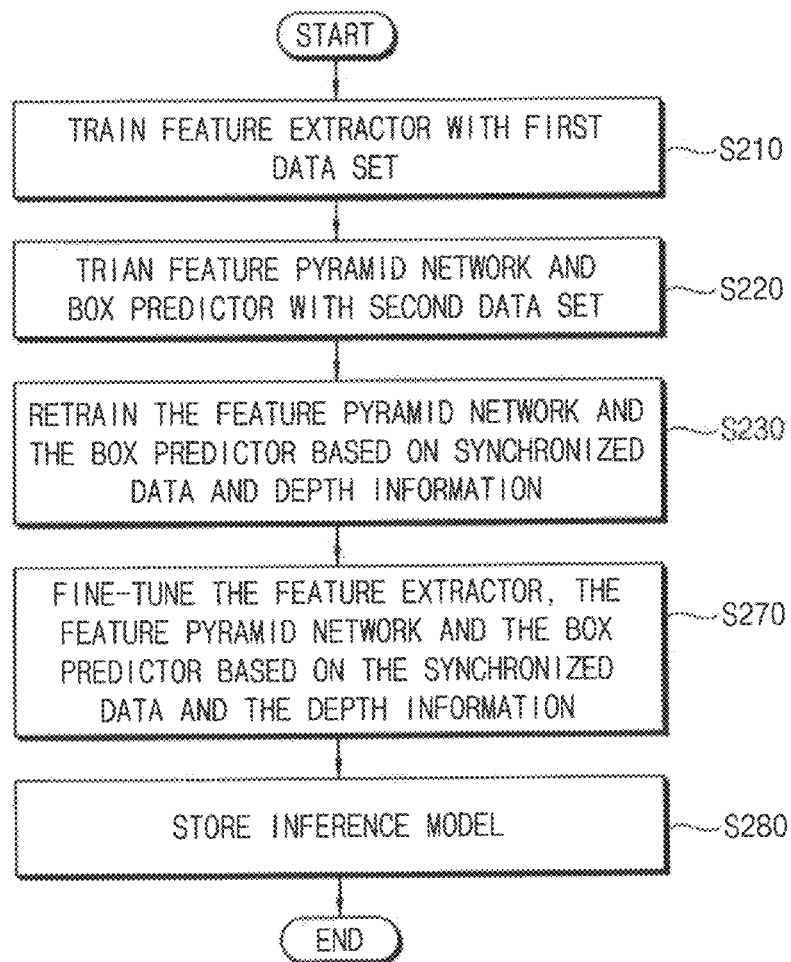 START
TRAIN FEATURE EXTRACTOR WITH FIRST
DATA SET
S210
TRIAN FEATURE PYRAMID NETWORK AND
BOX PREDICTOR WITH SECOND DATA SET
S220
RETRAIN THE FEATURE PYRAMID NETWORK AND
THE BOX PREDICTOR BASED ON SYNCHRONIZED
DATA AND DEPTH INFORMATION
S230
FINE-TUNE THE FEATURE EXTRACTOR, THE
FEATURE PYRAMID NETWORK AND THE BOX
PREDICTOR BASED ON THE SYNCHRONIZED
DATA AND THE DEPTH INFORMATION
S270
STORE INFERENCE MODEL
S280
END